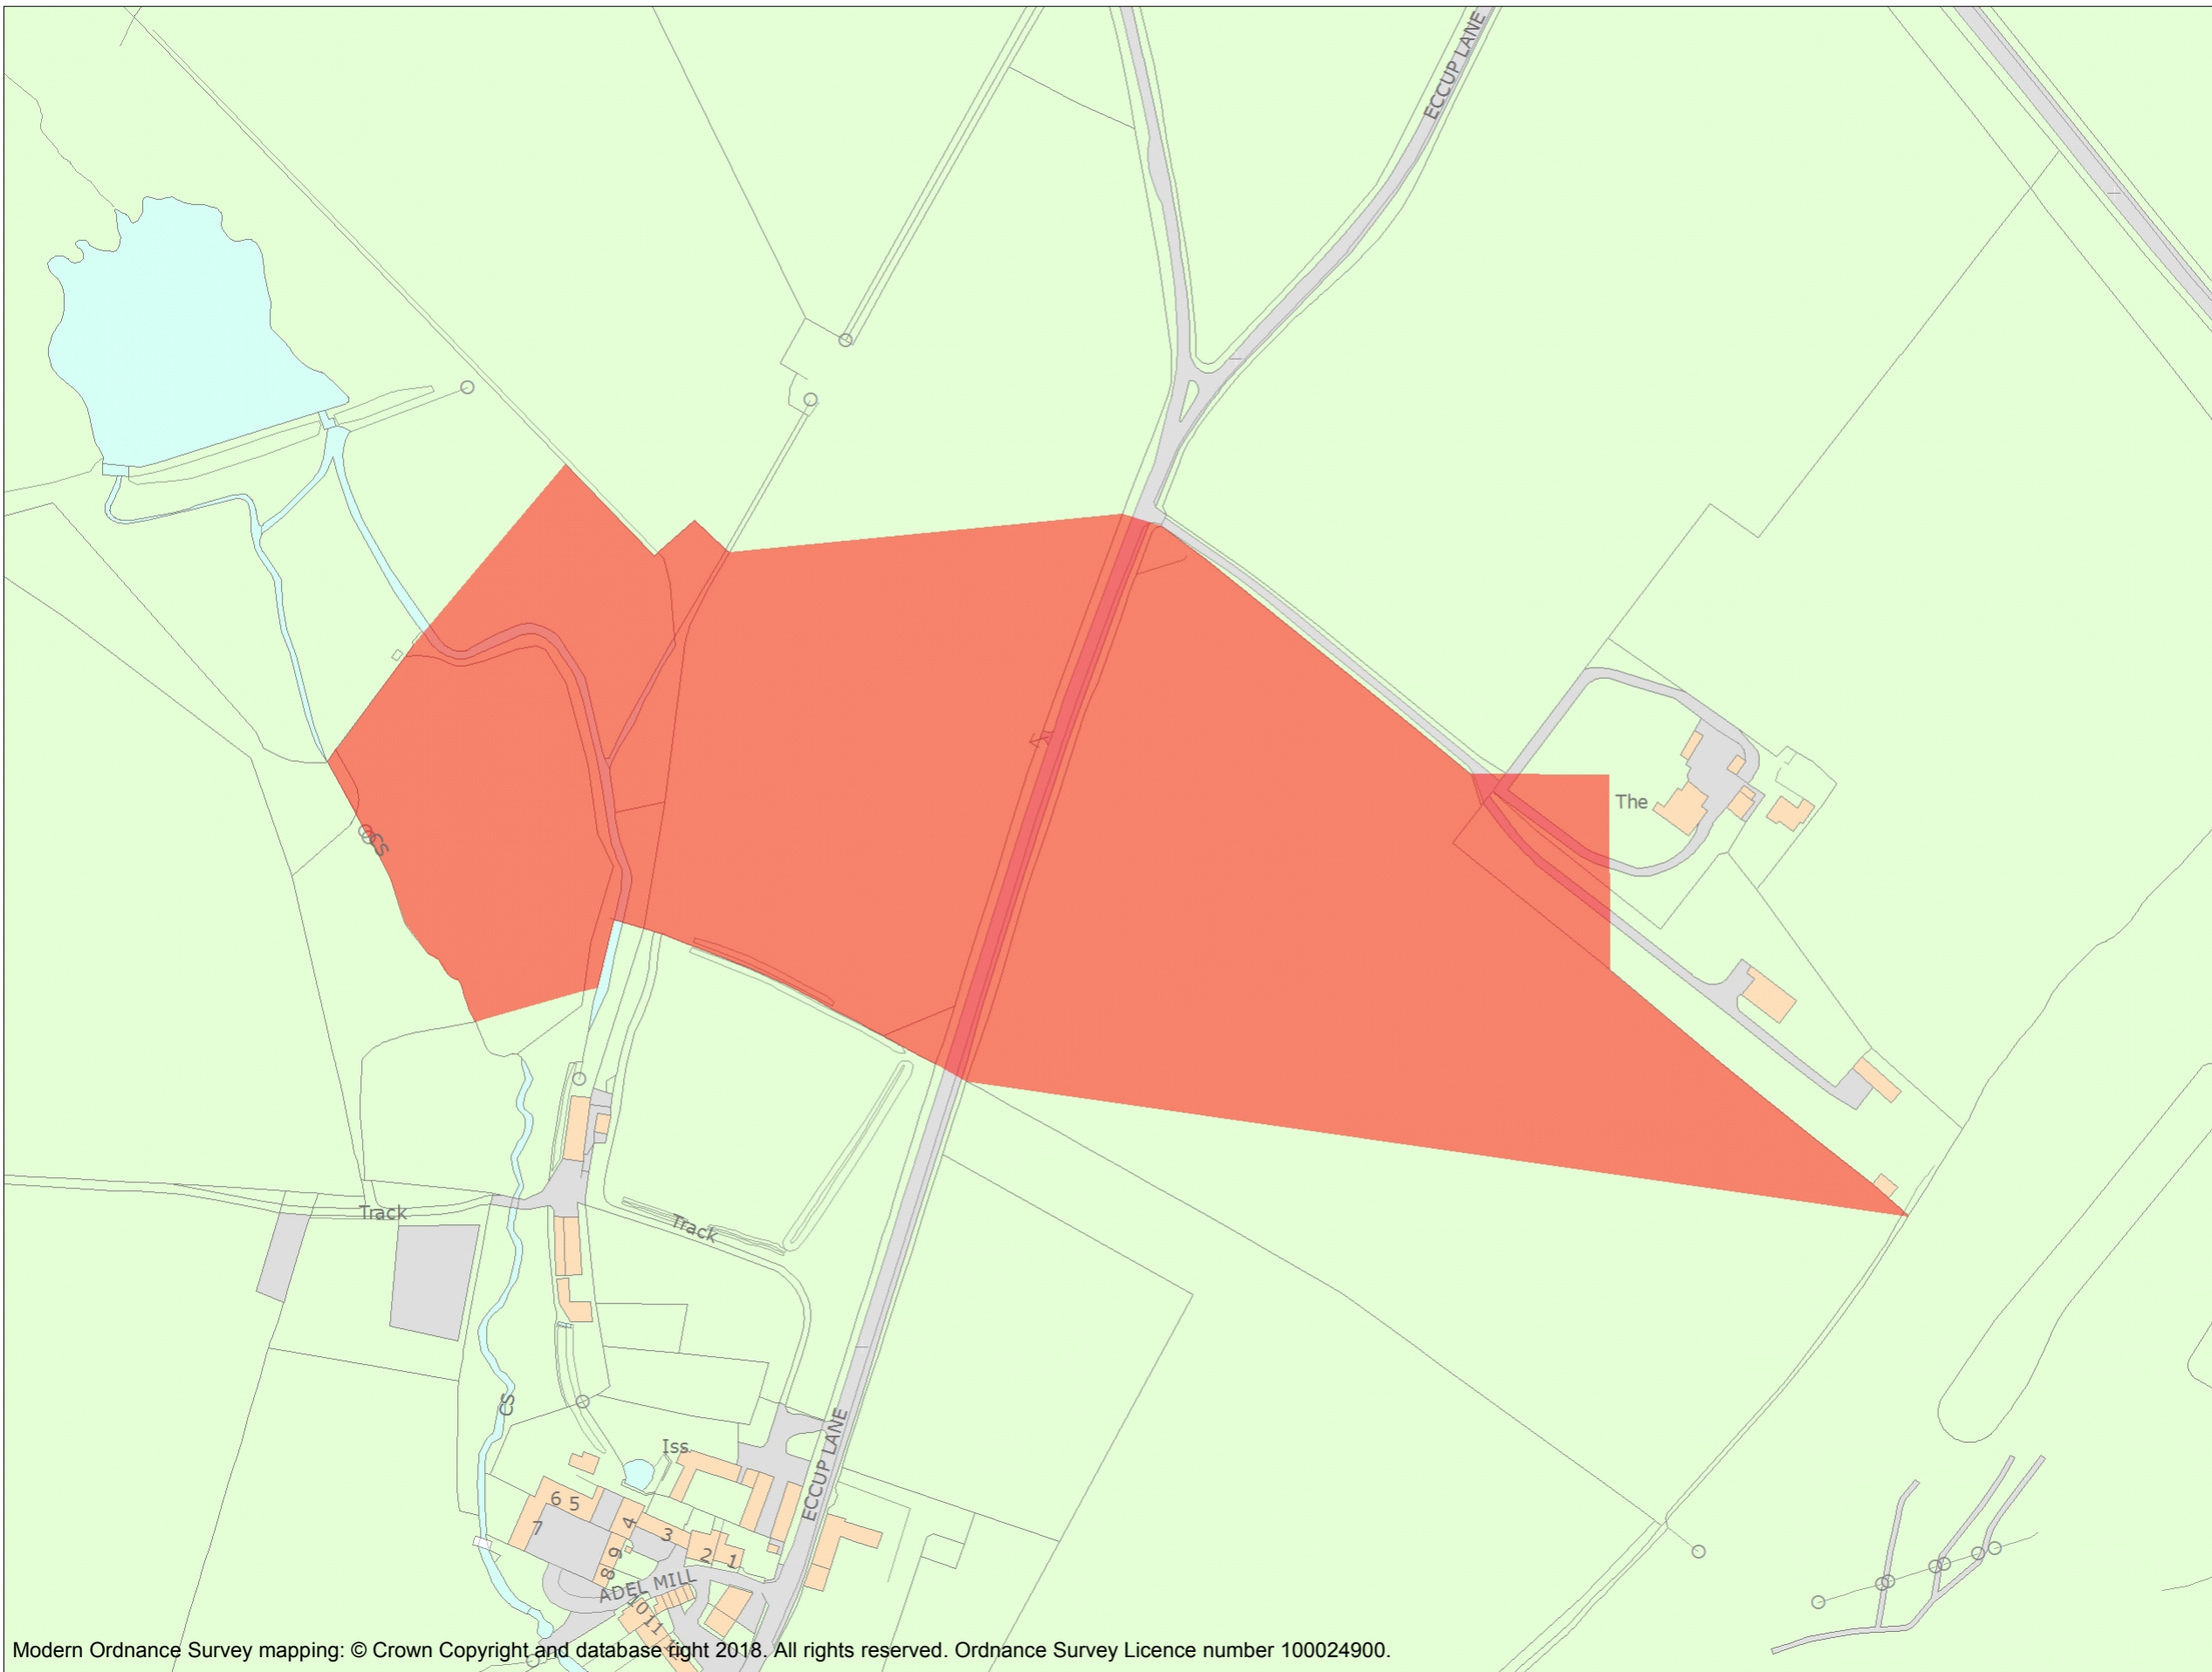 ECCUP LANE
The
CS
Track
Track
CS
Iss
ECCUP LANE
6
5
7
4
3
2
1
9
8
ADEL MILL
1011
Modern Ordnance Survey mapping: © Crown Copyright and database right 2018. All rights reserved. Ordnance Survey Licence number 100024900.